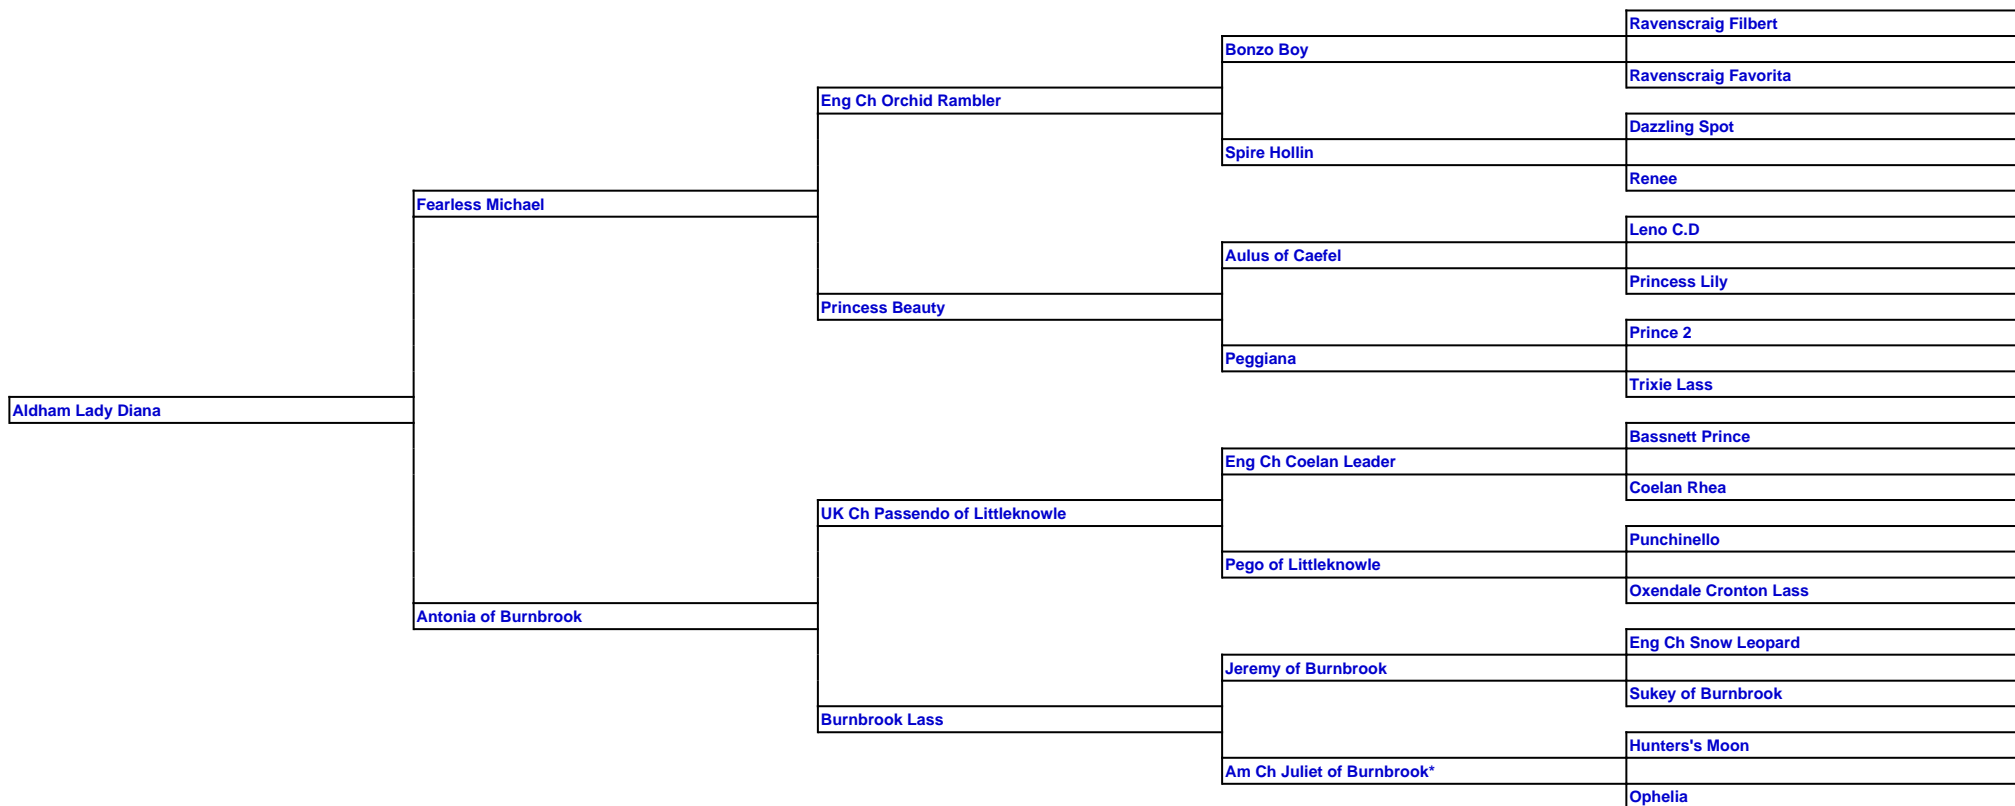 Ravenscraig Filbert
Bonzo Boy
Ravenscraig Favorita
Eng Ch Orchid Rambler
Dazzling Spot
Spire Hollin
Renee
Fearless Michael
Leno C.D
Aulus of Caefel
Princess Lily
Princess Beauty
Prince 2
Peggiana
Trixie Lass
Aldham Lady Diana
Bassnett Prince
Eng Ch Coelan Leader
Coelan Rhea
UK Ch Passendo of Littleknowle
Punchinello
Pego of Littleknowle
Oxendale Cronton Lass
Antonia of Burnbrook
Eng Ch Snow Leopard
Jeremy of Burnbrook
Sukey of Burnbrook
Burnbrook Lass
Hunters's Moon
Am Ch Juliet of Burnbrook*
Ophelia